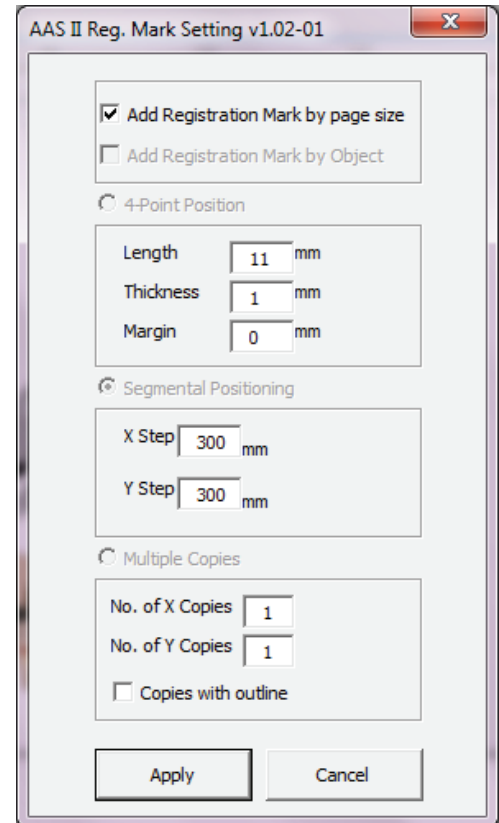 AAS II Reg. Mark Setting v1.02-01
Add Registration Mark by page size
Add Registration Mark by Object
4-Point Position
Length 11 mm
Thickness 1 mm
Margin 0 mm
Segmental Positioning
X Step 300 mm
Y Step 300 mm
Multiple Copies
No. of X Copies 1
No. of Y Copies 1
Copies with outline
Apply Cancel